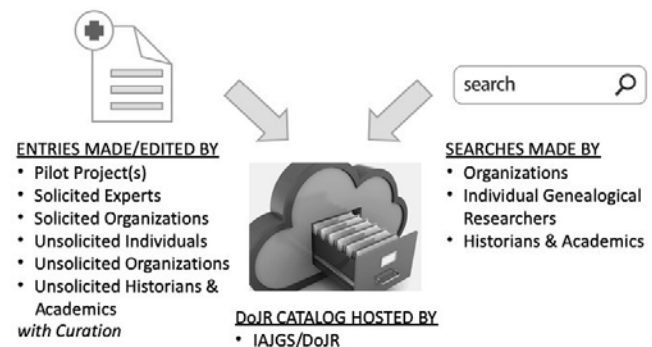 search
ENTRIES MADE/EDITED BY
• Pilot Project(s)
• Solicited Experts
• Solicited Organizations
• Unsolicited Individuals
• Unsolicited Organizations
• Unsolicited Historians &
Academics
with Curation
SEARCHES MADE BY
• Organizations
• Individual Genealogical
Researchers
• Historians & Academics
DoJR CATALOG HOSTED BY
• IAJGS/DoJR